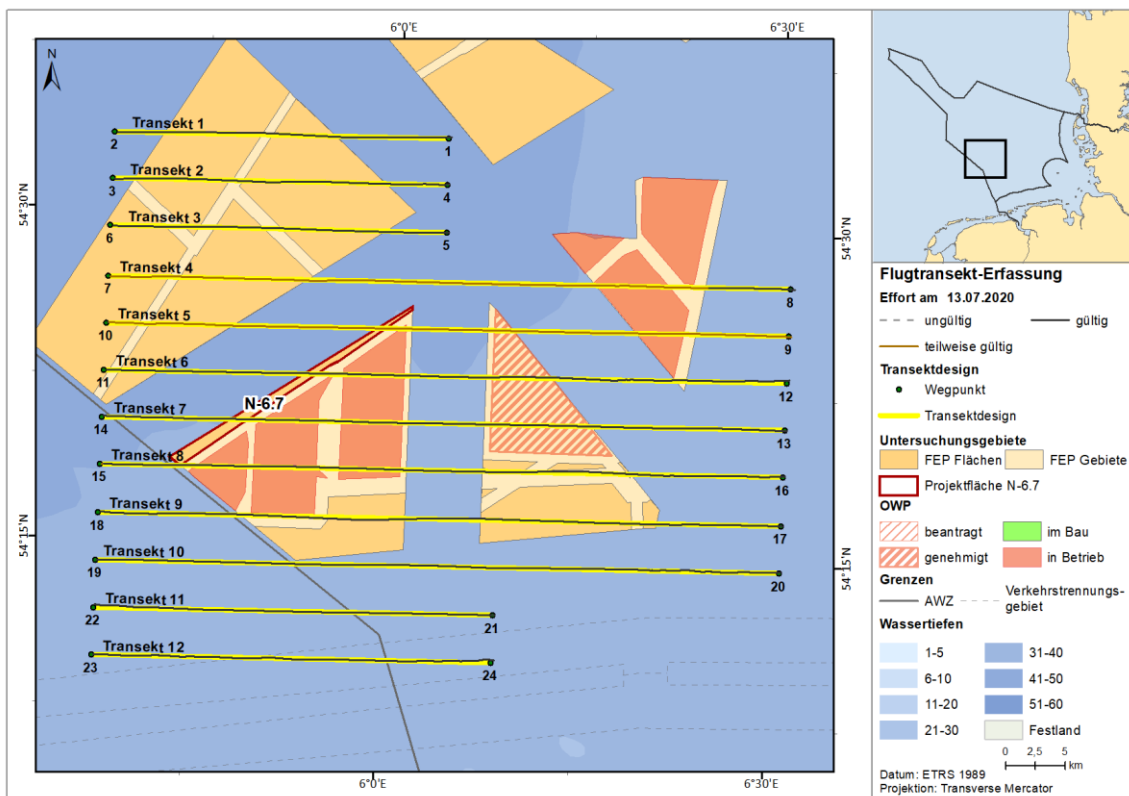 6°0'E
6°30'E
N
54°30'N
54°15'N
Transekt 1
2
1
Transekt 2
3
4
Transekt 3
6
5
Transekt 4
7
8
Transekt 5
10
9
Transekt 6
11
12
N-6.7
Transekt 7
14
13
Transekt 8
15
16
Transekt 9
18
17
Transekt 10
19
20
Transekt 11
22
21
Transekt 12
23
24
54°30'N
54°15'N
6°0'E
6°30'E
Flugtransekt-Erfassung
Effort am 13.07.2020
ungültig
gültig
teilweise gültig
Transektdesign
Wegpunkt
Transektdesign
Untersuchungsgebiete
FEP Flächen
FEP Gebiete
Projektfläche N-6.7
OWP
beantragt
im Bau
genehmigt
in Betrieb
Grenzen
AWZ
Verkehrstrennungs-
gebiet
Wassertiefen
1-5
31-40
6-10
41-50
11-20
51-60
21-30
Festland
0 2,5 5
km
Datum: ETRS 1989
Projektion: Transverse Mercator